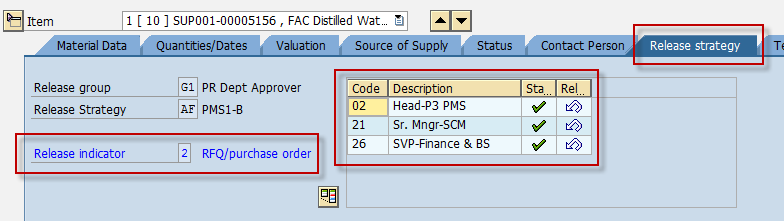 Item 1 [ 10 ] SUP001-00005156 , FAC Distilled Wat...
Material Data Quantities/Dates Valuation Source of Supply Status Contact Person Release strategy Te
Release group G1 PR Dept Approver
Release Strategy AF PMS1-B
Release indicator 2 RFQ/purchase order
Code Description Sta... Rel...
02 Head-P3 PMS
21 Sr. Mngr-SCM
26 SVP-Finance & BS